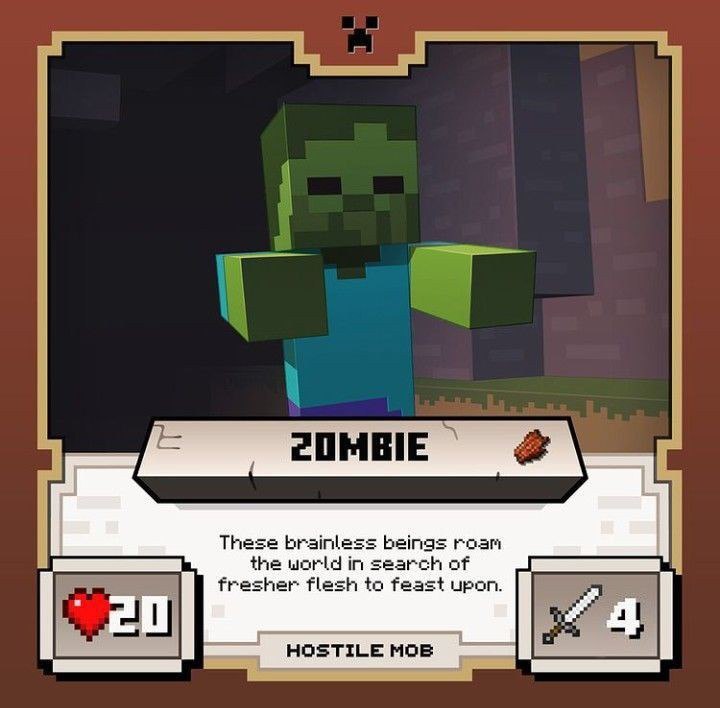 ZOMBIE
These brainless beings roam
the world in search of
fresher flesh to feast upon.
20
4
HOSTILE MOB